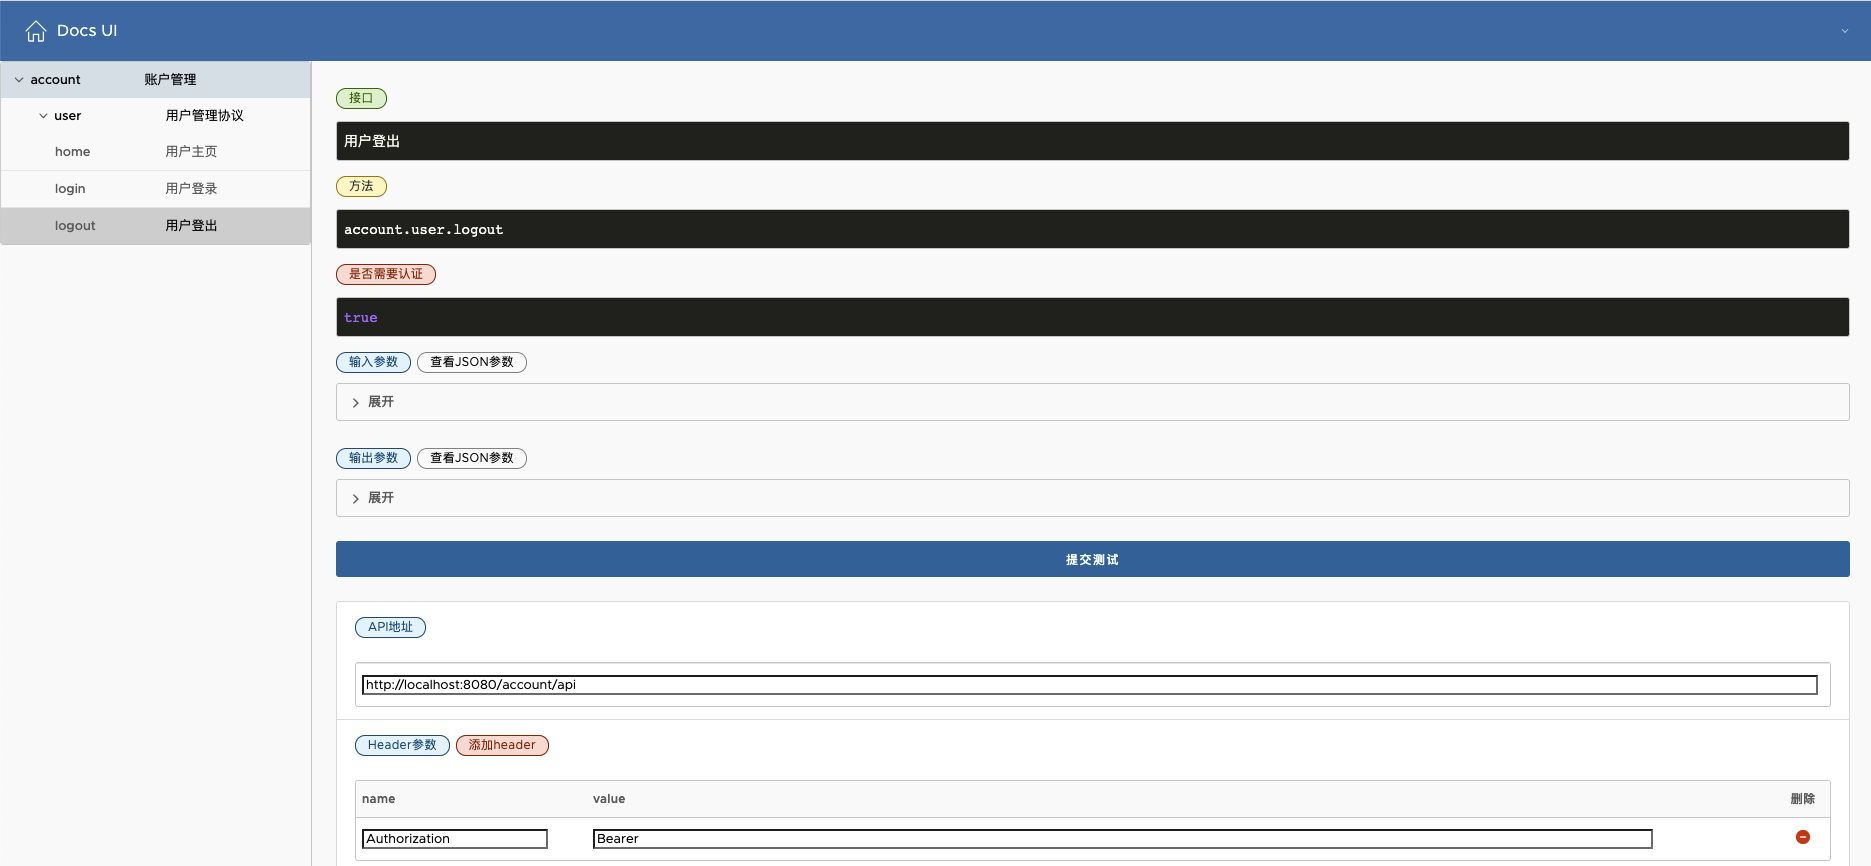 Docs UI
account 账户管理
user 用户管理协议
home 用户主页
login 用户登录
logout 用户登出
接口
用户登出
方法
account.user.logout
是否需要认证
true
输入参数 查看JSON参数
展开
输出参数 查看JSON参数
展开
提交测试
API地址
http://localhost:8080/account/api
Header参数 添加header
name value 删除
Authorization Bearer